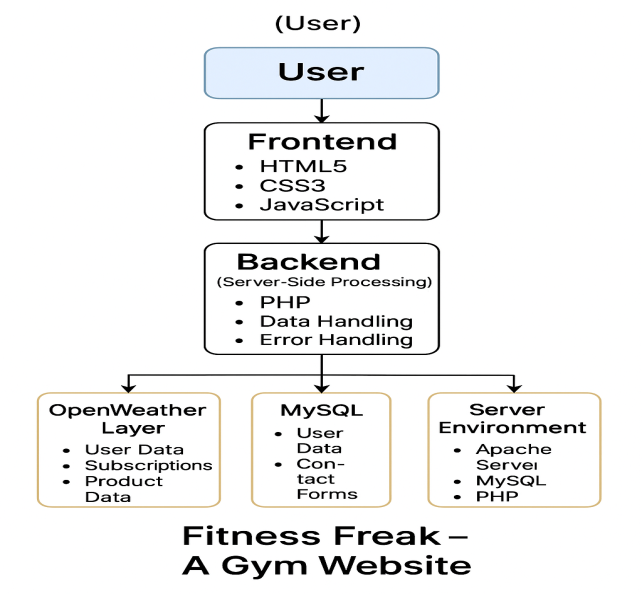 (User)
User
Frontend
• HTML5
• CSS3
• JavaScript
Backend
(Server-Side Processing)
• PHP
• Data Handling
• Error Handling
OpenWeather
Layer
• User Data
• Subscriptions
• Product
Data
MySQL
• User
Data
• Con-
tact
Forms
Server
Environment
• Apache
Server
• MySQL
• PHP
Fitness Freak –
A Gym Website